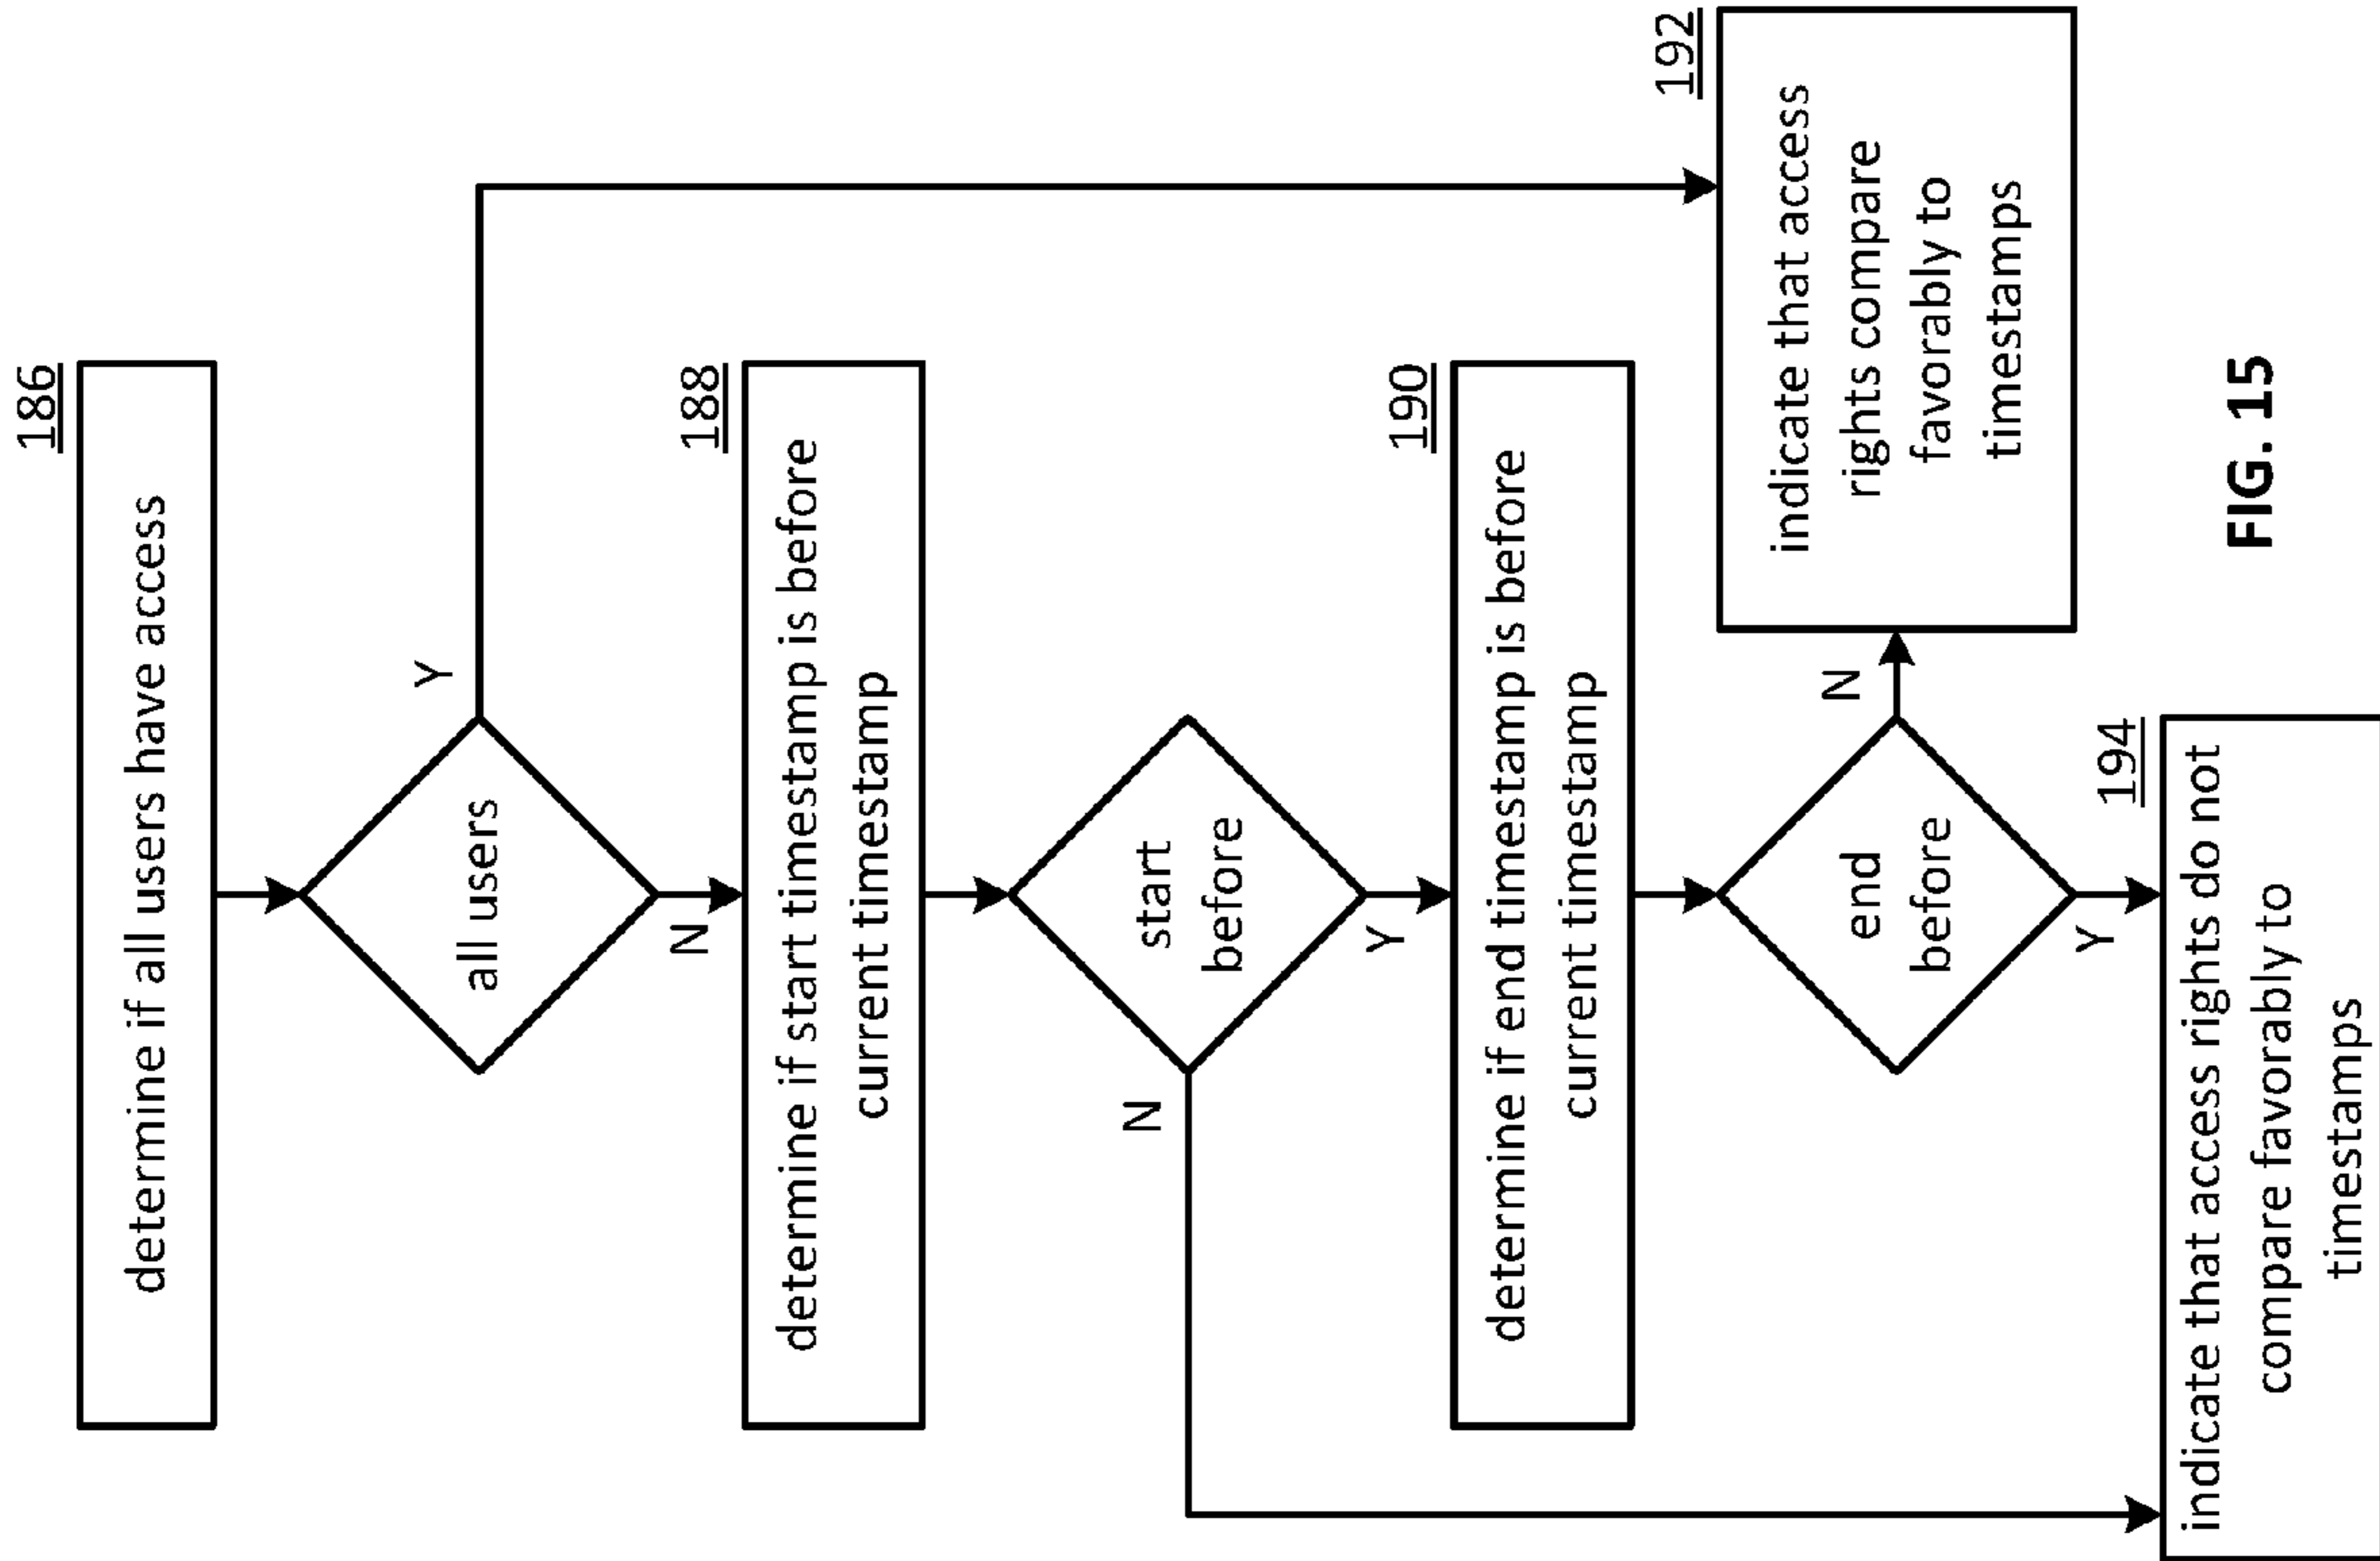 186
determine if all users have access
all users
Y
N
188
determine if start timestamp is before
current timestamp
start
before
N
Y
190
determine if end timestamp is before
current timestamp
end
before
N
Y
192
indicate that access
rights compare
favorably to
timestamps
194
indicate that access rights do not
compare favorably to
timestamps
FIG. 15